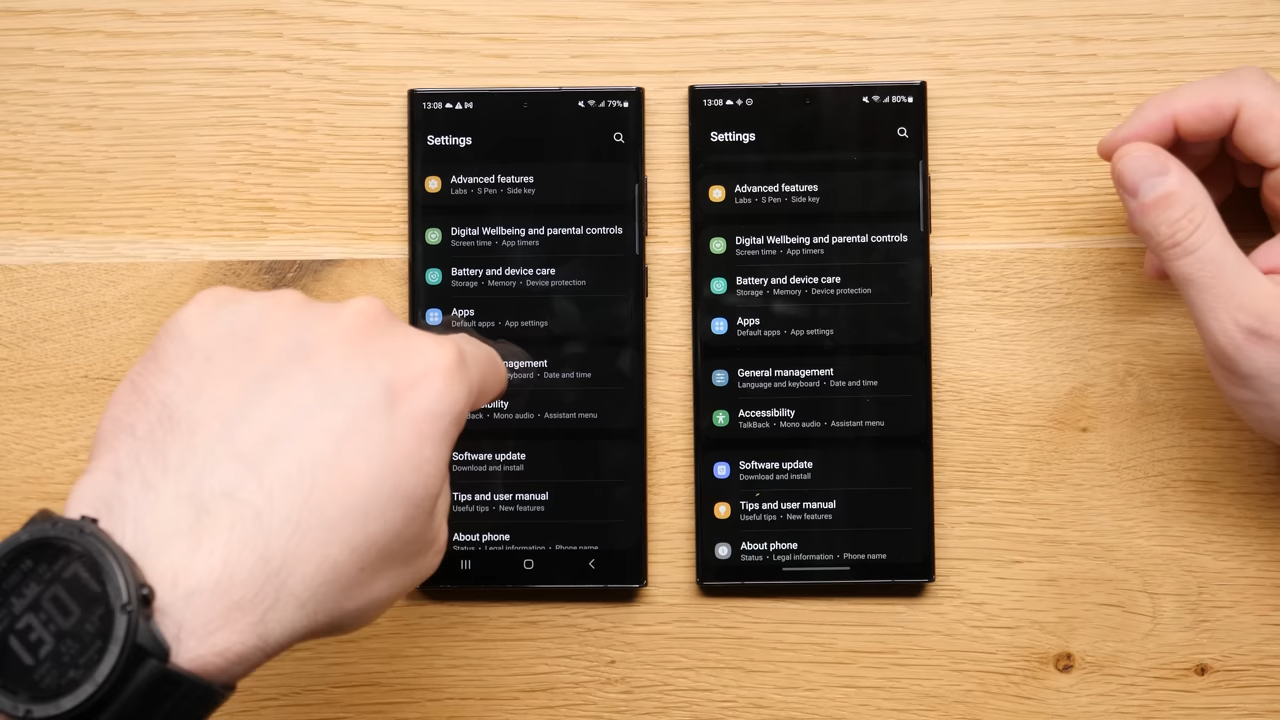 13:08
79%
Settings
Advanced features
Labs • S Pen • Side key
Digital Wellbeing and parental controls
Screen time • App timers
Battery and device care
Storage • Memory • Device protection
Apps
Default apps • App settings
• Date and time
• Mono audio • Assistant menu
Software update
Download and install
Tips and user manual
Useful tips • New features
About phone
Status • Legal information • Phone name
13:08
80%
Settings
Advanced features
Labs • S Pen • Side key
Digital Wellbeing and parental controls
Screen time • App timers
Battery and device care
Storage • Memory • Device protection
Apps
Default apps • App settings
General management
Language and keyboard • Date and time
Accessibility
TalkBack • Mono audio • Assistant menu
Software update
Download and install
Tips and user manual
Useful tips • New features
About phone
Status • Legal information • Phone name